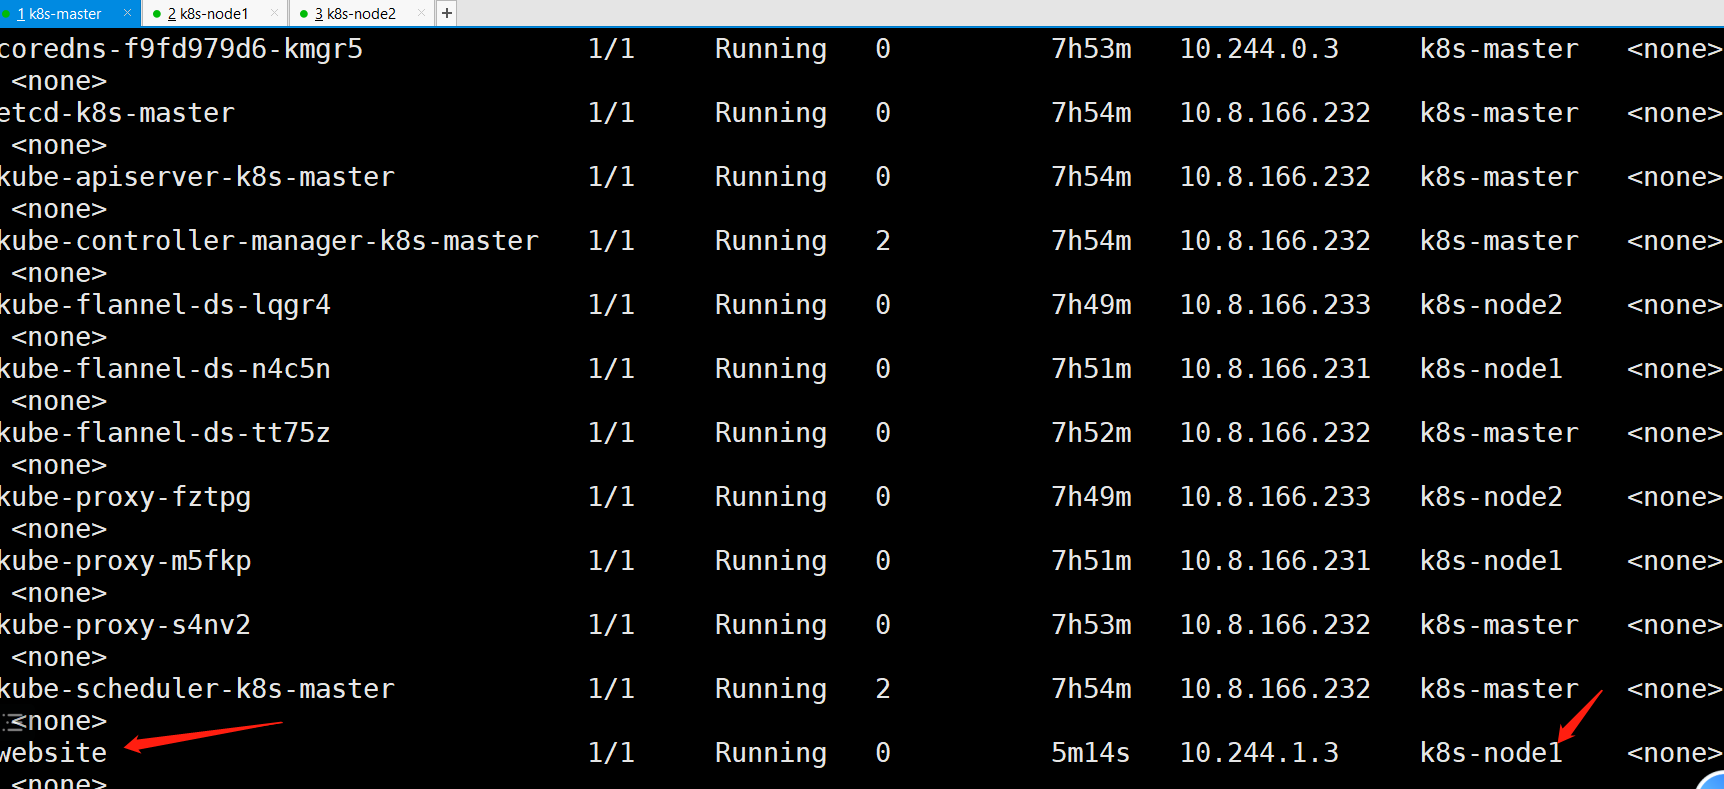 1 k8s-master × 2 k8s-node1 × 3 k8s-node2 × +
coredns-f9fd979d6-kmgr5 1/1 Running 0 7h53m 10.244.0.3 k8s-master <none>
<none>
etcd-k8s-master 1/1 Running 0 7h54m 10.8.166.232 k8s-master <none>
<none>
kube-apiserver-k8s-master 1/1 Running 0 7h54m 10.8.166.232 k8s-master <none>
<none>
kube-controller-manager-k8s-master 1/1 Running 2 7h54m 10.8.166.232 k8s-master <none>
<none>
kube-flannel-ds-lqgr4 1/1 Running 0 7h49m 10.8.166.233 k8s-node2 <none>
<none>
kube-flannel-ds-n4c5n 1/1 Running 0 7h51m 10.8.166.231 k8s-node1 <none>
<none>
kube-flannel-ds-tt75z 1/1 Running 0 7h52m 10.8.166.232 k8s-master <none>
<none>
kube-proxy-fztpg 1/1 Running 0 7h49m 10.8.166.233 k8s-node2 <none>
<none>
kube-proxy-m5fkp 1/1 Running 0 7h51m 10.8.166.231 k8s-node1 <none>
<none>
kube-proxy-s4nv2 1/1 Running 0 7h53m 10.8.166.232 k8s-master <none>
<none>
kube-scheduler-k8s-master 1/1 Running 2 7h54m 10.8.166.232 k8s-master <none>
<none>
website 1/1 Running 0 5m14s 10.244.1.3 k8s-node1 <none>
<none>